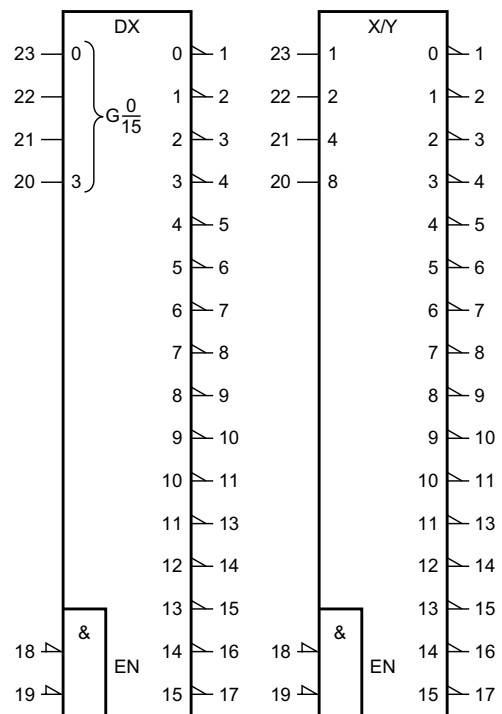 DX X/Y
23 0 0 1 23 1 0 1
22 1 2 22 2 1 2
G 0/15
21 2 3 21 4 2 3
20 3 3 4 20 8 3 4
4 5 4 5
5 6 5 6
6 7 6 7
7 8 7 8
8 9 8 9
9 10 9 10
10 11 10 11
11 13 11 13
12 14 12 14
13 15 13 15
& &
18 14 16 18 14 16
EN EN
19 15 17 19 15 17